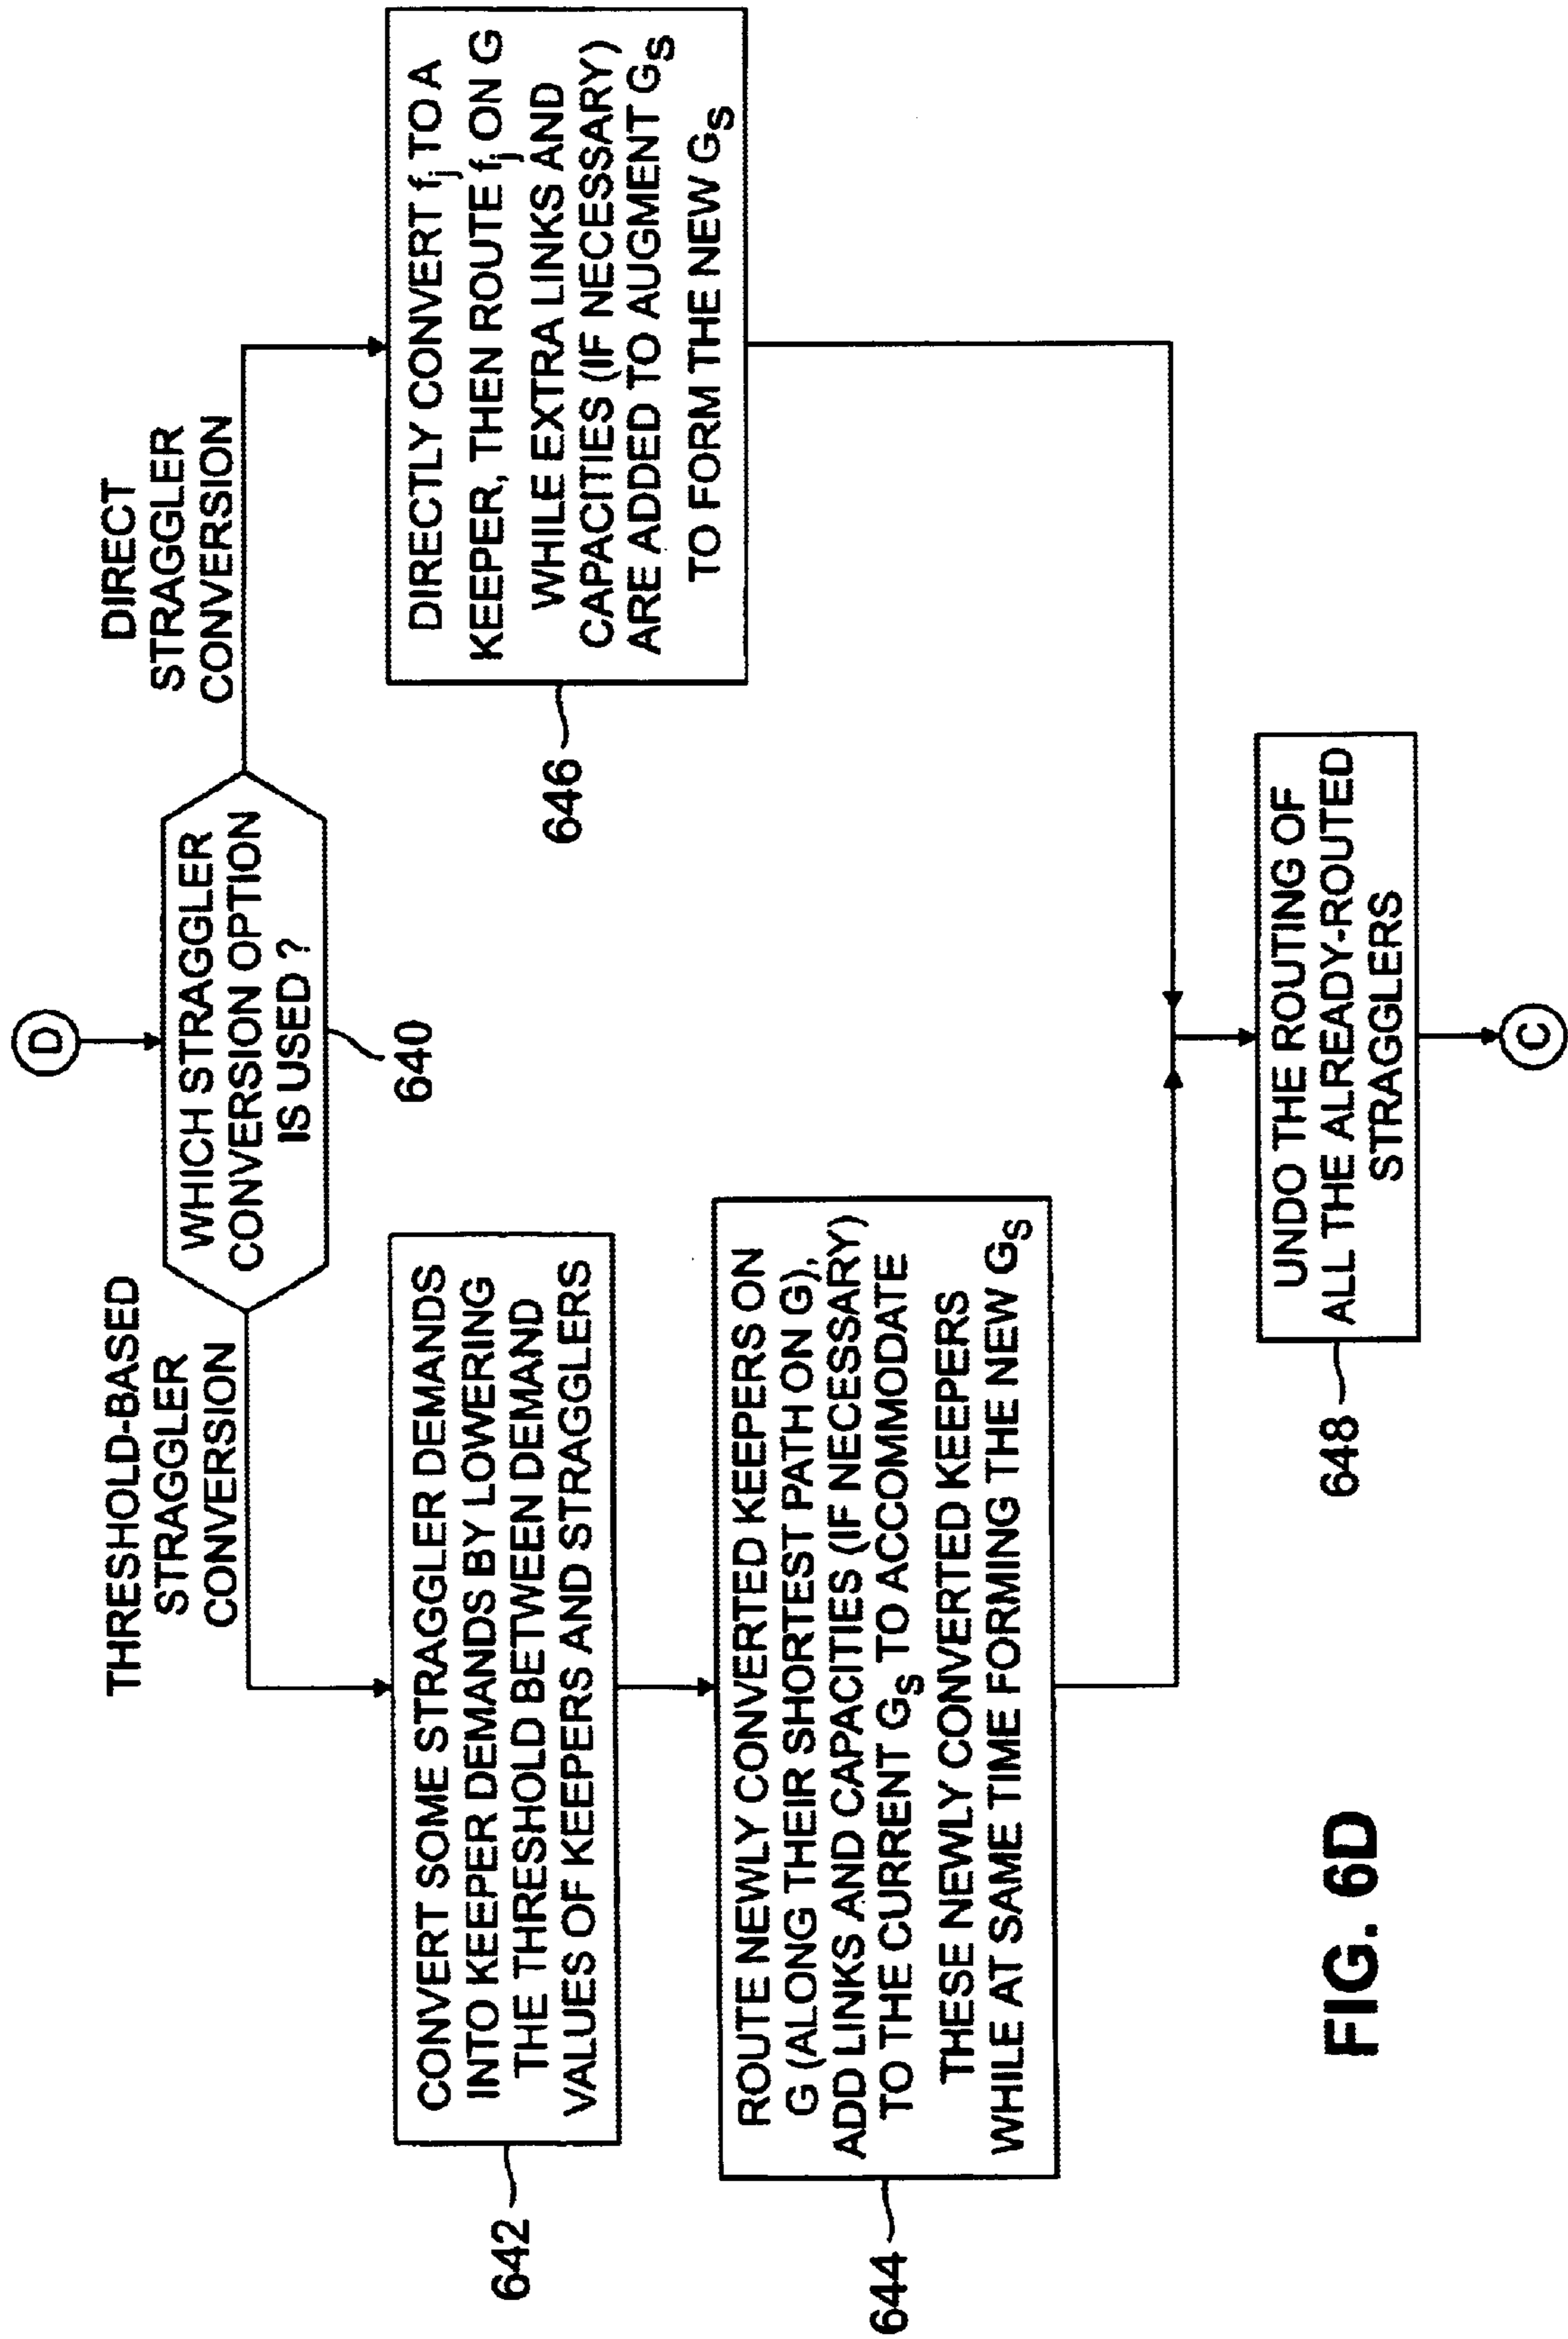 D
WHICH STRAGGLER
CONVERSION OPTION
IS USED ?
640
THRESHOLD-BASED
STRAGGLER
CONVERSION
DIRECT
STRAGGLER
CONVERSION
CONVERT SOME STRAGGLER DEMANDS
INTO KEEPER DEMANDS BY LOWERING
THE THRESHOLD BETWEEN DEMAND
VALUES OF KEEPERS AND STRAGGLERS
642
ROUTE NEWLY CONVERTED KEEPERS ON
G (ALONG THEIR SHORTEST PATH ON G),
ADD LINKS AND CAPACITIES (IF NECESSARY)
TO THE CURRENT GS TO ACCOMMODATE
THESE NEWLY CONVERTED KEEPERS
WHILE AT SAME TIME FORMING THE NEW GS
644
DIRECTLY CONVERT fj TO A
KEEPER, THEN ROUTE fj ON G
WHILE EXTRA LINKS AND
CAPACITIES (IF NECESSARY)
ARE ADDED TO AUGMENT GS
TO FORM THE NEW GS
646
UNDO THE ROUTING OF
ALL THE ALREADY-ROUTED
STRAGGLERS
648
C
FIG. 6D